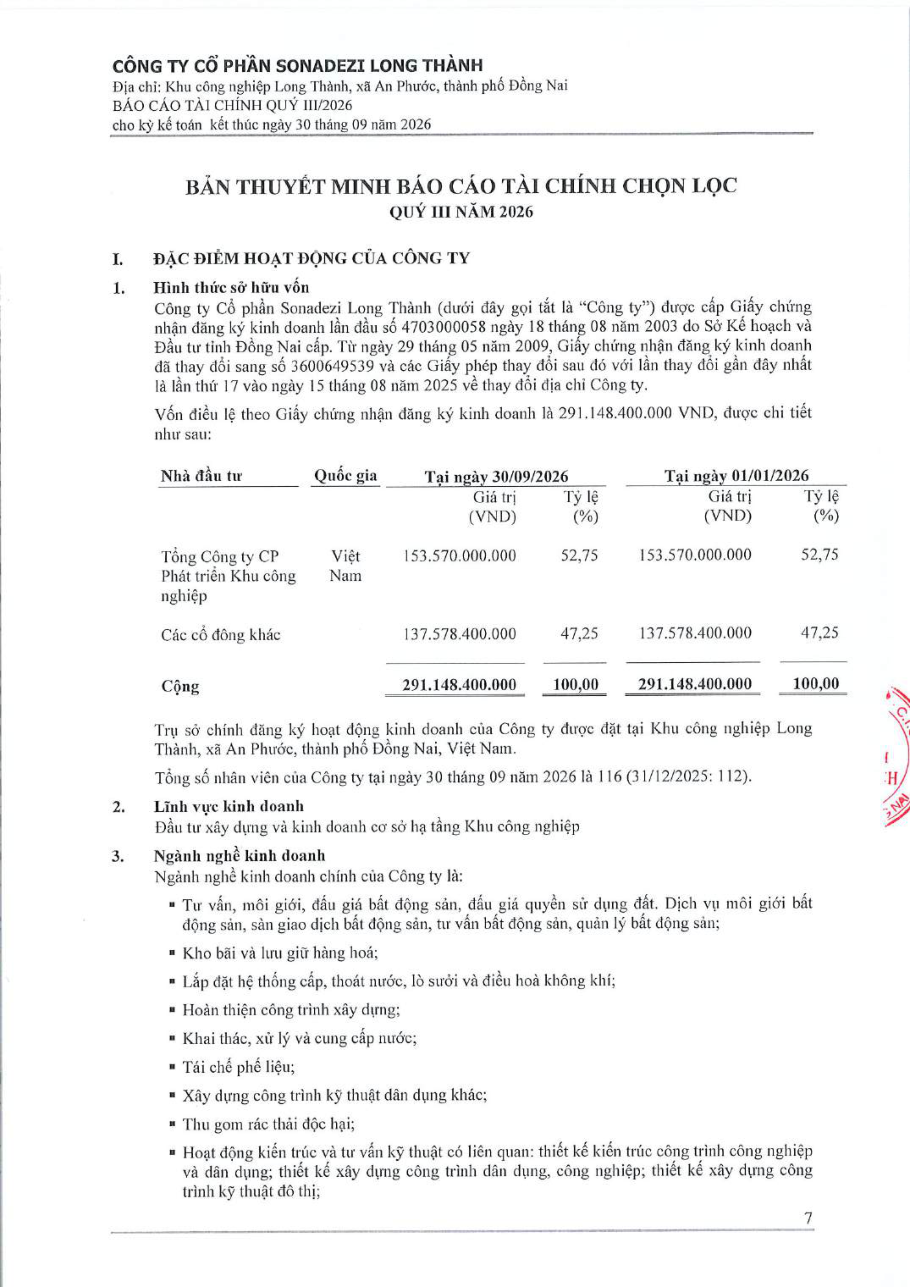 CÔNG TY CỔ PHẦN SONADEZI LONG THÀNH
Địa chỉ: Khu công nghiệp Long Thành, xã An Phước, thành phố Đồng Nai
BÁO CÁO TÀI CHÍNH QUÝ III/2026
cho kỳ kế toán kết thúc ngày 30 tháng 09 năm 2026
BẢN THUYẾT MINH BÁO CÁO TÀI CHÍNH CHỌN LỌC
QUÝ III NĂM 2026
I. ĐẶC ĐIỂM HOẠT ĐỘNG CỦA CÔNG TY
1. Hình thức sở hữu vốn
Công ty Cổ phần Sonadezi Long Thành (dưới đây gọi tắt là “Công ty”) được cấp Giấy chứng
nhận đăng ký kinh doanh lần đầu số 4703000058 ngày 18 tháng 08 năm 2003 do Sở Kế hoạch và
Đầu tư tỉnh Đồng Nai cấp. Từ ngày 29 tháng 05 năm 2009, Giấy chứng nhận đăng ký kinh doanh
đã thay đổi sang số 3600649539 và các Giấy phép thay đổi sau đó với lần thay đổi gần đây nhất
là lần thứ 17 vào ngày 15 tháng 08 năm 2025 về thay đổi địa chỉ Công ty.
Vốn điều lệ theo Giấy chứng nhận đăng ký kinh doanh là 291.148.400.000 VND, được chi tiết
như sau:
Nhà đầu tư Quốc gia Tại ngày 30/09/2026 Tại ngày 01/01/2026
Giá trị Tỷ lệ Giá trị Tỷ lệ
(VND) (%) (VND) (%)
Tổng Công ty CP Việt 153.570.000.000 52,75 153.570.000.000 52,75
Phát triển Khu công Nam
nghiệp
Các cổ đông khác 137.578.400.000 47,25 137.578.400.000 47,25
Cộng 291.148.400.000 100,00 291.148.400.000 100,00
Trụ sở chính đăng ký hoạt động kinh doanh của Công ty được đặt tại Khu công nghiệp Long
Thành, xã An Phước, thành phố Đồng Nai, Việt Nam.
Tổng số nhân viên của Công ty tại ngày 30 tháng 09 năm 2026 là 116 (31/12/2025: 112).
2. Lĩnh vực kinh doanh
Đầu tư xây dựng và kinh doanh cơ sở hạ tầng Khu công nghiệp
3. Ngành nghề kinh doanh
Ngành nghề kinh doanh chính của Công ty là:
▪ Tư vấn, môi giới, đấu giá bất động sản, đấu giá quyền sử dụng đất. Dịch vụ môi giới bất
động sản, sàn giao dịch bất động sản, tư vấn bất động sản, quản lý bất động sản;
▪ Kho bãi và lưu giữ hàng hoá;
▪ Lắp đặt hệ thống cấp, thoát nước, lò sưởi và điều hoà không khí;
▪ Hoàn thiện công trình xây dựng;
▪ Khai thác, xử lý và cung cấp nước;
▪ Tái chế phế liệu;
▪ Xây dựng công trình kỹ thuật dân dụng khác;
▪ Thu gom rác thải độc hại;
▪ Hoạt động kiến trúc và tư vấn kỹ thuật có liên quan: thiết kế kiến trúc công trình công nghiệp
và dân dụng; thiết kế xây dựng công trình dân dụng, công nghiệp; thiết kế xây dựng công
trình kỹ thuật đô thị;
7